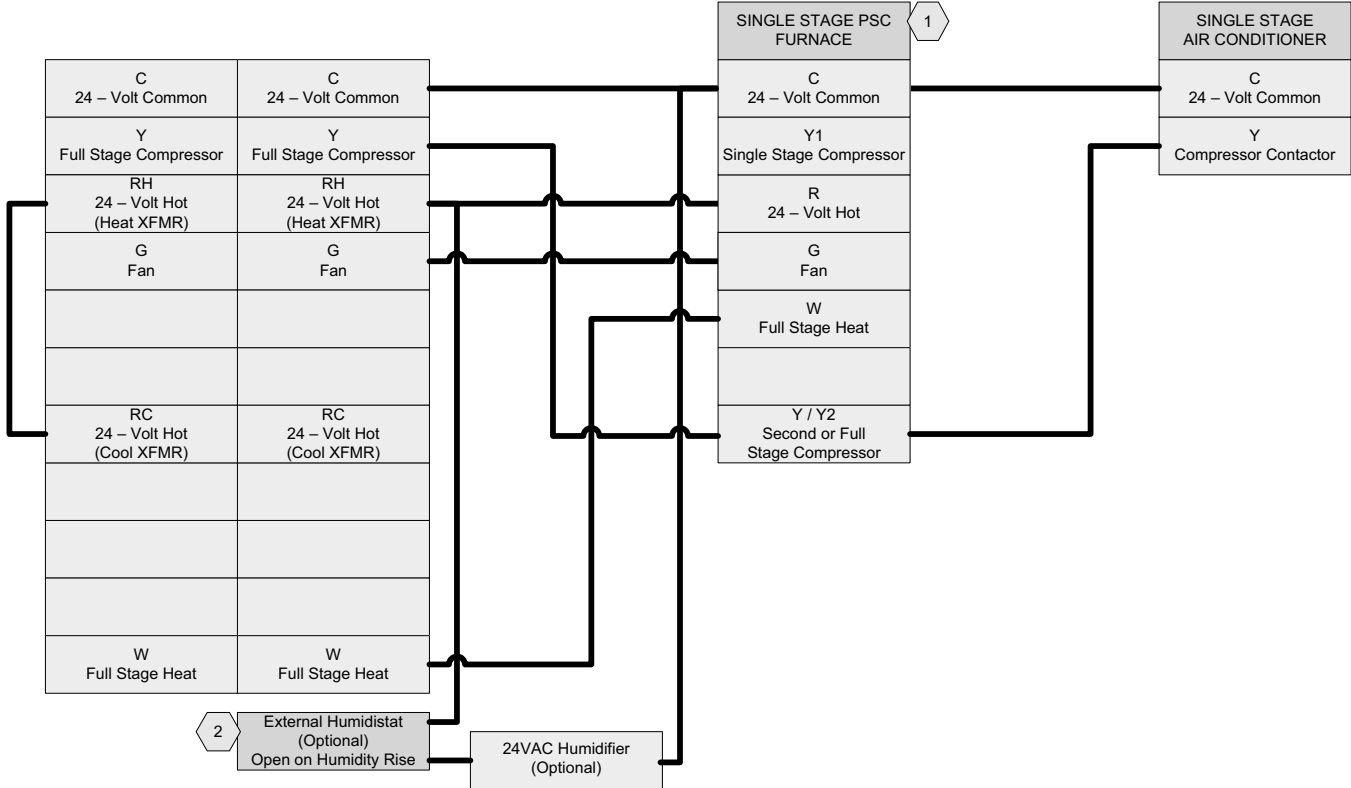 SINGLE STAGE PSC
FURNACE
1
SINGLE STAGE
AIR CONDITIONER
C
24 – Volt Common
C
24 – Volt Common
C
24 – Volt Common
C
24 – Volt Common
Y
Full Stage Compressor
Y
Full Stage Compressor
Y1
Single Stage Compressor
Y
Compressor Contactor
RH
24 – Volt Hot
(Heat XFMR)
RH
24 – Volt Hot
(Heat XFMR)
R
24 – Volt Hot
G
Fan
G
Fan
G
Fan
W
Full Stage Heat
RC
24 – Volt Hot
(Cool XFMR)
RC
24 – Volt Hot
(Cool XFMR)
Y / Y2
Second or Full
Stage Compressor
W
Full Stage Heat
W
Full Stage Heat
2
External Humidistat
(Optional)
Open on Humidity Rise
24VAC Humidifier
(Optional)